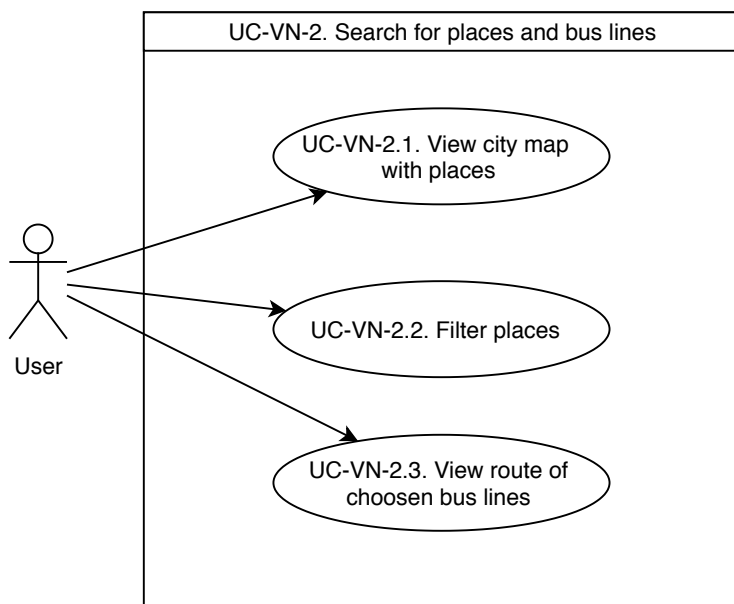 UC-VN-2. Search for places and bus lines
UC-VN-2.1. View city map
with places
UC-VN-2.2. Filter places
User
UC-VN-2.3. View route of
choosen bus lines